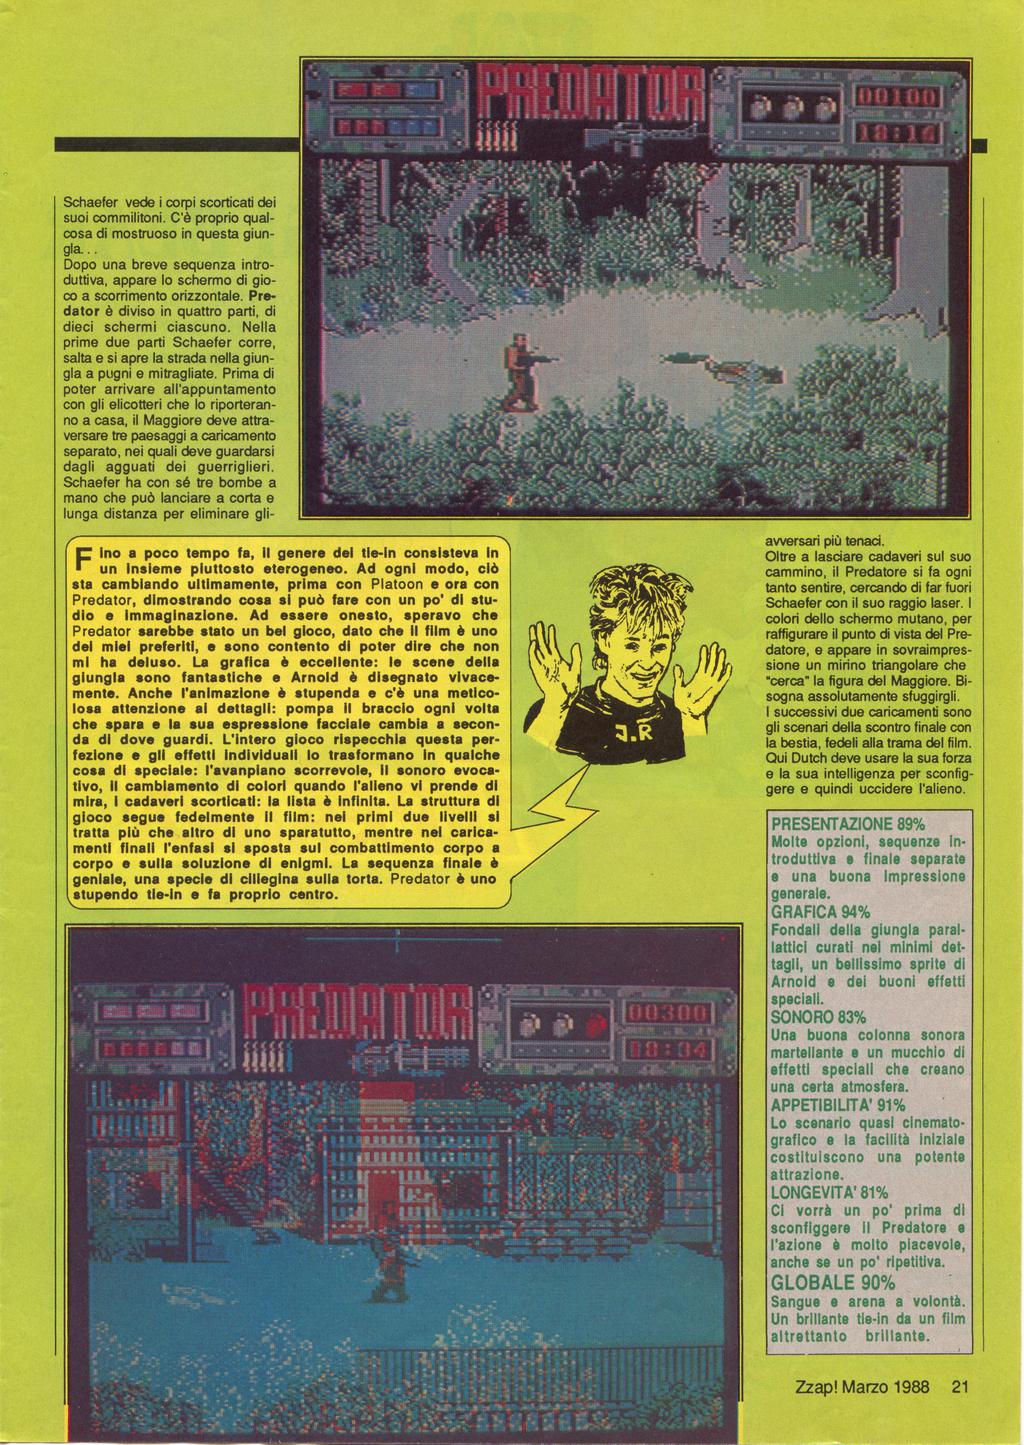 PREDATOR
00100
18:14
Schaefer vede i corpi scorticati dei
suoi commilitoni. C'è proprio qual-
cosa di mostruoso in questa giun-
gla...
Dopo una breve sequenza intro-
duttiva, appare lo schermo di gio-
co a scorrimento orizzontale. Pre-
dator è diviso in quattro parti, di
dieci schermi ciascuno. Nella
prime due parti Schaefer corre,
salta e si apre la strada nella giun-
gla a pugni e mitragliate. Prima di
poter arrivare all'appuntamento
con gli elicotteri che lo riporteran-
no a casa, il Maggiore deve attra-
versare tre paesaggi a caricamento
separato, nei quali deve guardarsi
dagli agguati dei guerriglieri.
Schaefer ha con sé tre bombe a
mano che può lanciare a corta e
lunga distanza per eliminare gli-
avversari più tenaci.
Oltre a lasciare cadaveri sul suo
cammino, il Predatore si fa ogni
tanto sentire, cercando di far fuori
Schaefer con il suo raggio laser. I
colori dello schermo mutano, per
raffigurare il punto di vista del Pre-
datore, e appare in sovraimpres-
sione un mirino triangolare che
"cerca" la figura del Maggiore. Bi-
sogna assolutamente sfuggirgli.
I successivi due caricamenti sono
gli scenari della scontro finale con
la bestia, fedeli alla trama del film.
Qui Dutch deve usare la sua forza
e la sua intelligenza per sconfig-
gere e quindi uccidere l'alieno.
Fino a poco tempo fa, il genere dei tie-in consisteva in
un insieme piuttosto eterogeneo. Ad ogni modo, ciò
sta cambiando ultimamente, prima con Platoon e ora con
Predator, dimostrando cosa si può fare con un po' di stu-
dio e immaginazione. Ad essere onesto, speravo che
Predator sarebbe stato un bel gioco, dato che il film è uno
dei miei preferiti, e sono contento di poter dire che non
mi ha deluso. La grafica è eccellente: le scene della
giungla sono fantastiche e Arnold è disegnato vivace-
mente. Anche l'animazione è stupenda e c'è una metico-
losa attenzione ai dettagli: pompa il braccio ogni volta
che spara e la sua espressione facciale cambia a secon-
da di dove guardi. L'intero gioco rispecchia questa per-
fezione e gli effetti individuali lo trasformano in qualche
cosa di speciale: l'avanpiano scorrevole, il sonoro evoca-
tivo, il cambiamento di colori quando l'alieno vi prende di
mira, i cadaveri scorticati: la lista è infinita. La struttura di
gioco segue fedelmente il film: nei primi due livelli si
tratta più che altro di uno sparatutto, mentre nei carica-
menti finali l'enfasi si sposta sul combattimento corpo a
corpo e sulla soluzione di enigmi. La sequenza finale è
geniale, una specie di ciliegina sulla torta. Predator è uno
stupendo tie-in e fa proprio centro.
J.R
PRESENTAZIONE 89%
Molte opzioni, sequenze in-
troduttiva e finale separate
e una buona impressione
generale.
GRAFICA 94%
Fondali della giungla paral-
lattici curati nei minimi det-
tagli, un bellissimo sprite di
Arnold e dei buoni effetti
speciali.
SONORO 83%
Una buona colonna sonora
martellante e un mucchio di
effetti speciali che creano
una certa atmosfera.
APPETIBILITA' 91%
Lo scenario quasi cinemato-
grafico e la facilità iniziale
costituiscono una potente
attrazione.
LONGEVITA' 81%
Ci vorrà un po' prima di
sconfiggere il Predatore e
l'azione è molto piacevole,
anche se un po' ripetitiva.
GLOBALE 90%
Sangue e arena a volontà.
Un brillante tie-in da un film
altrettanto brillante.
PREDATOR
00300
18:04
Zzap! Marzo 1988 21